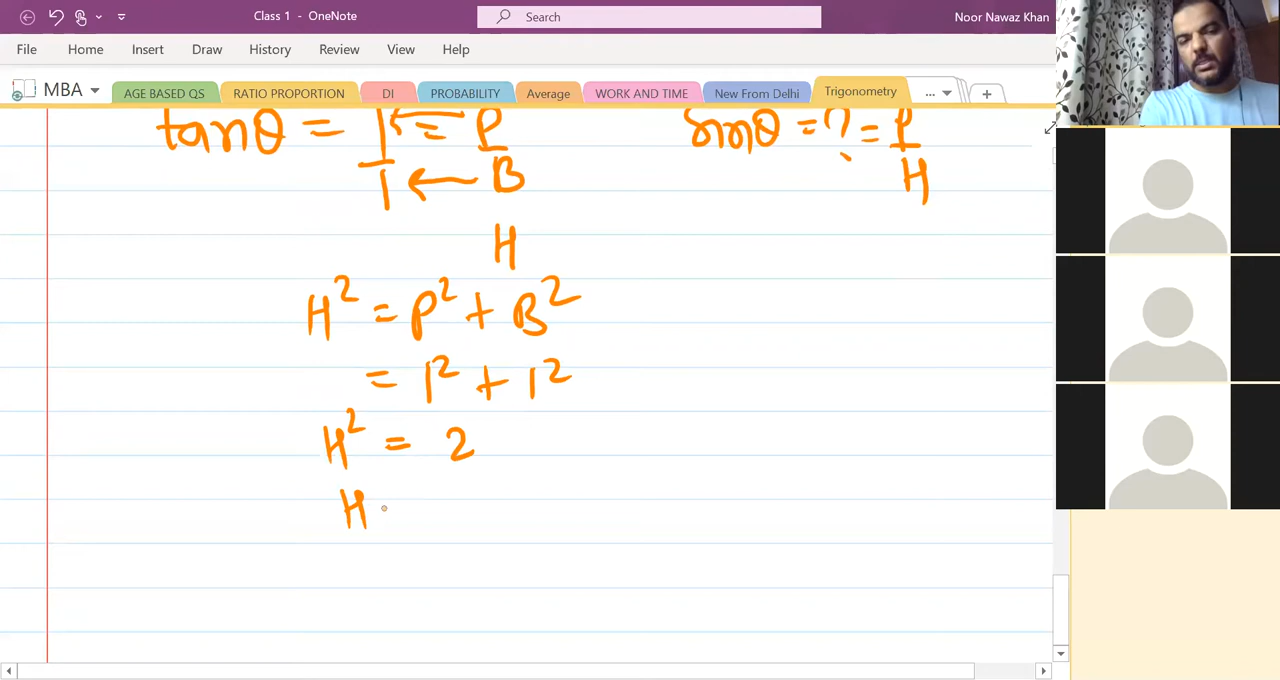 Class 1 - OneNote
Search
Noor Nawaz Khan
File Home Insert Draw History Review View Help
MBA
AGE BASED QS
RATIO PROPORTION
DI
PROBABILITY
Average
WORK AND TIME
New From Delhi
Trigonometry
...
tanθ = 1/1 = P/B
sinθ = ? = P/H
H
H² = P² + B²
= 1² + 1²
H² = 2
H